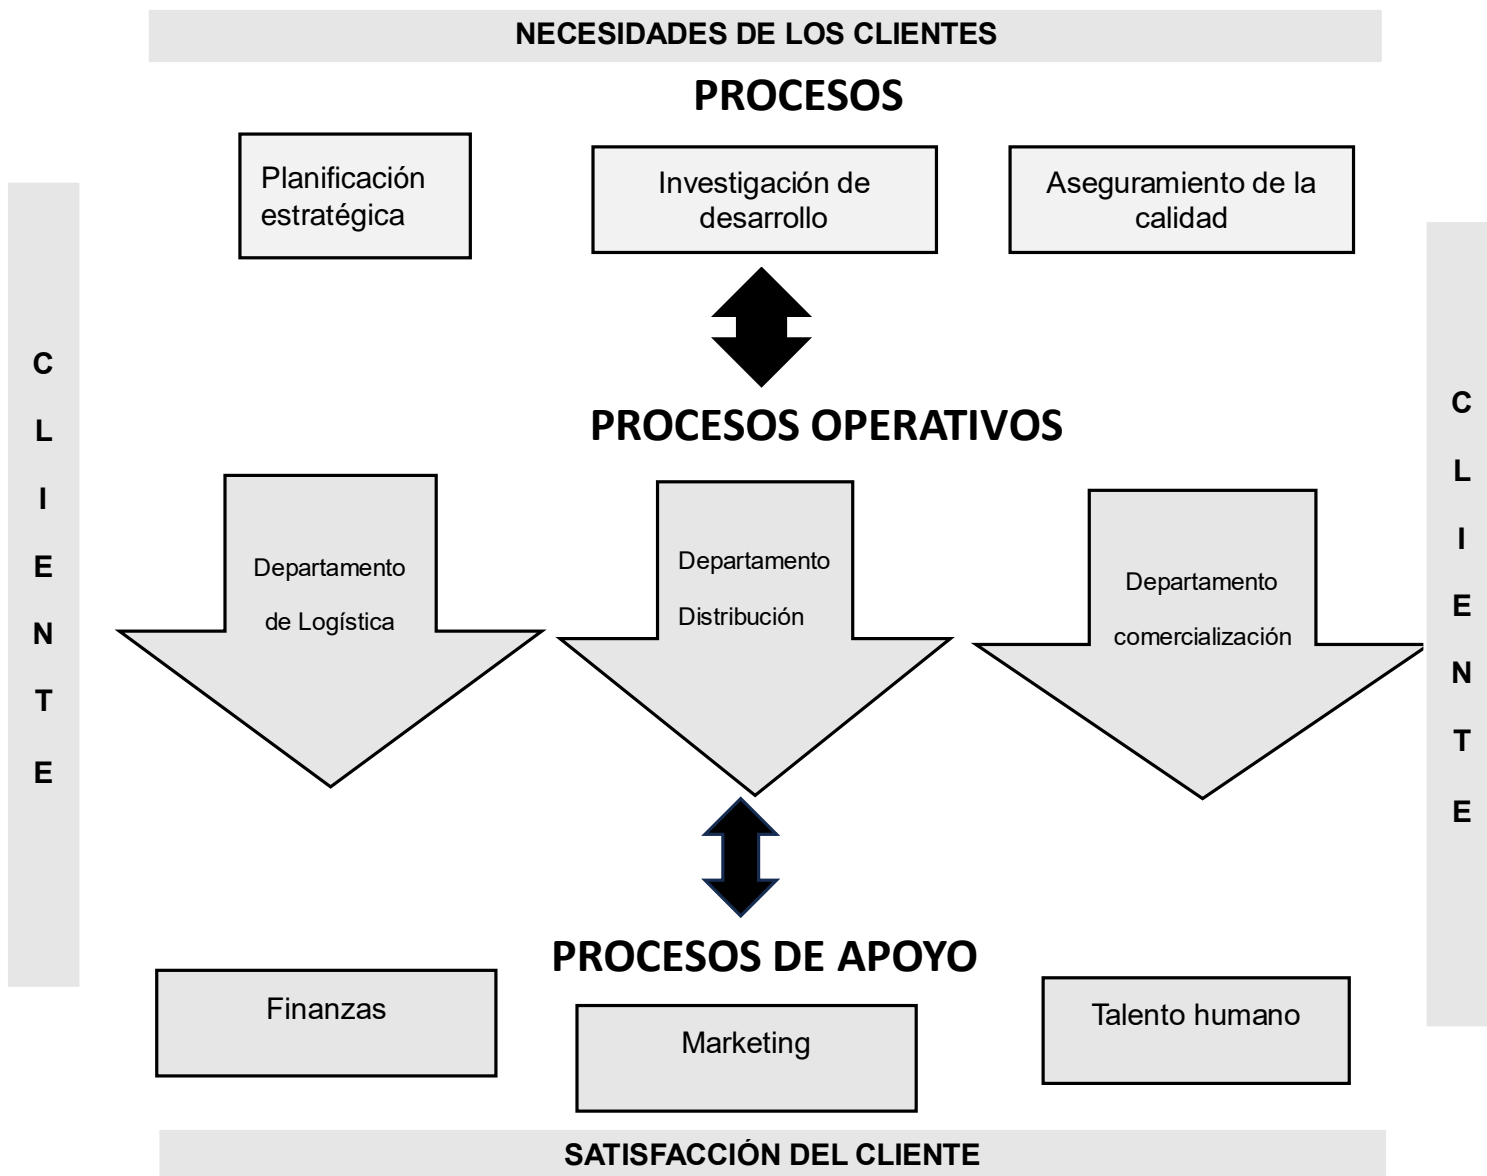 NECESIDADES DE LOS CLIENTES
PROCESOS
Planificación
estratégica
Investigación de
desarrollo
Aseguramiento de la
calidad
C
L
I
E
N
T
E
PROCESOS OPERATIVOS
Departamento
de Logística
Departamento
Distribución
Departamento
comercialización
C
L
I
E
N
T
E
PROCESOS DE APOYO
Finanzas
Marketing
Talento humano
SATISFACCIÓN DEL CLIENTE